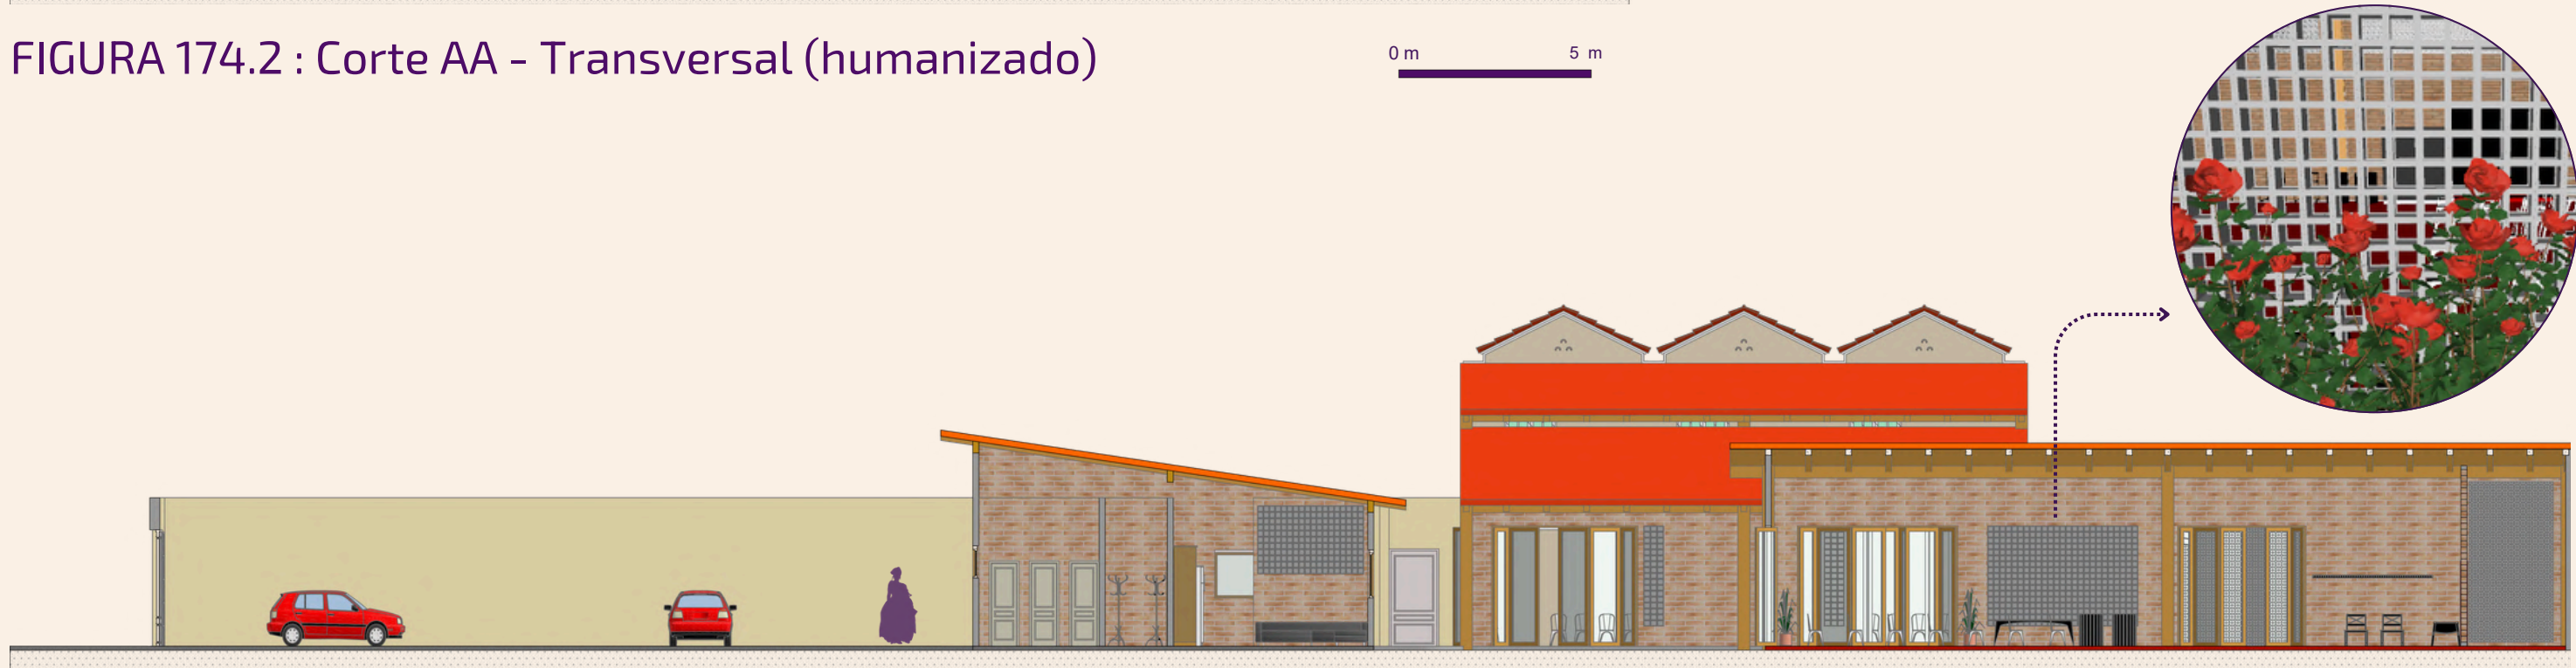 FIGURA 174.2 : Corte AA - Transversal (humanizado)
0 m
5 m